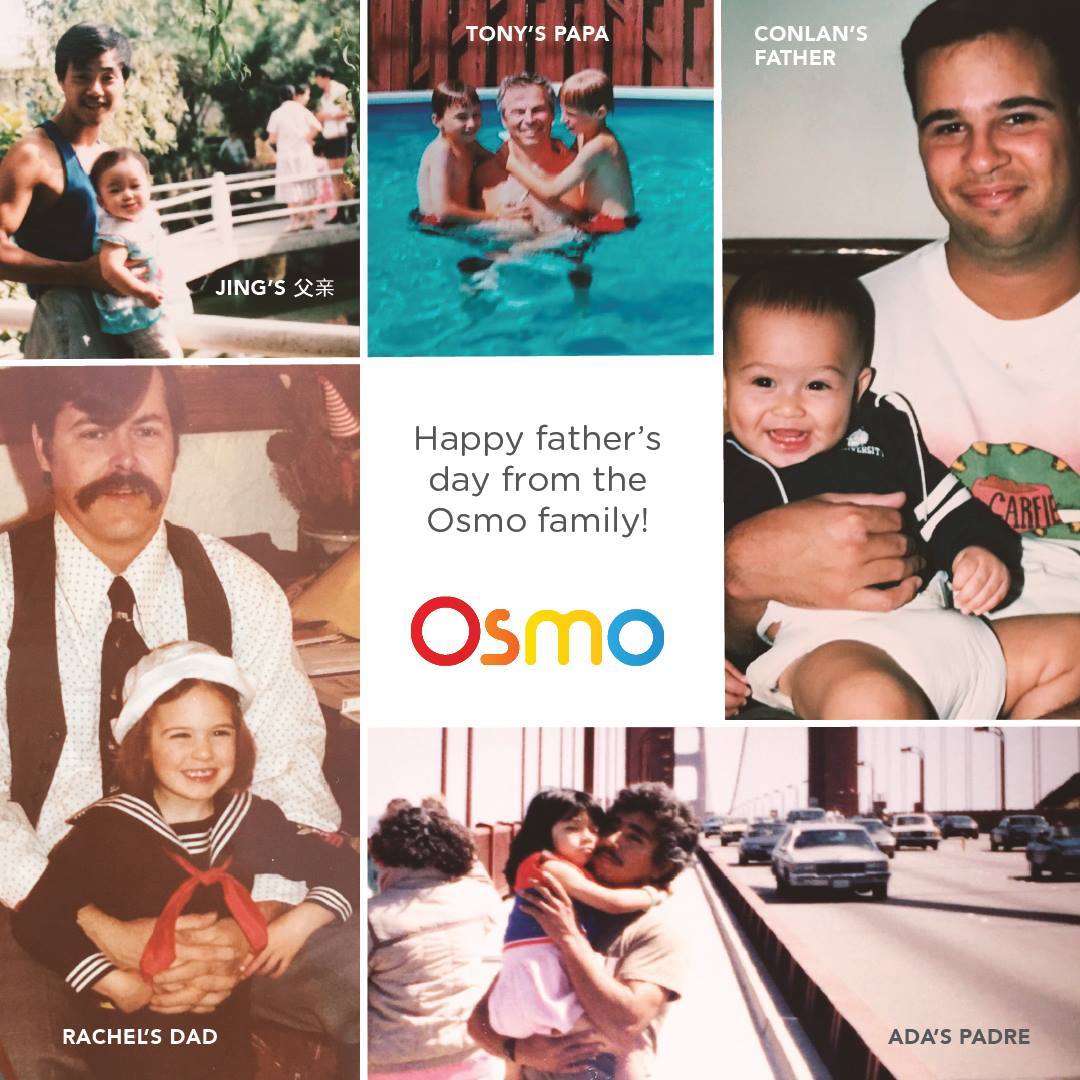 TONY'S PAPA
CONLAN'S
FATHER
JING'S 父亲
Happy father's
day from the
Osmo family!
Osmo
RACHEL'S DAD
ADA'S PADRE